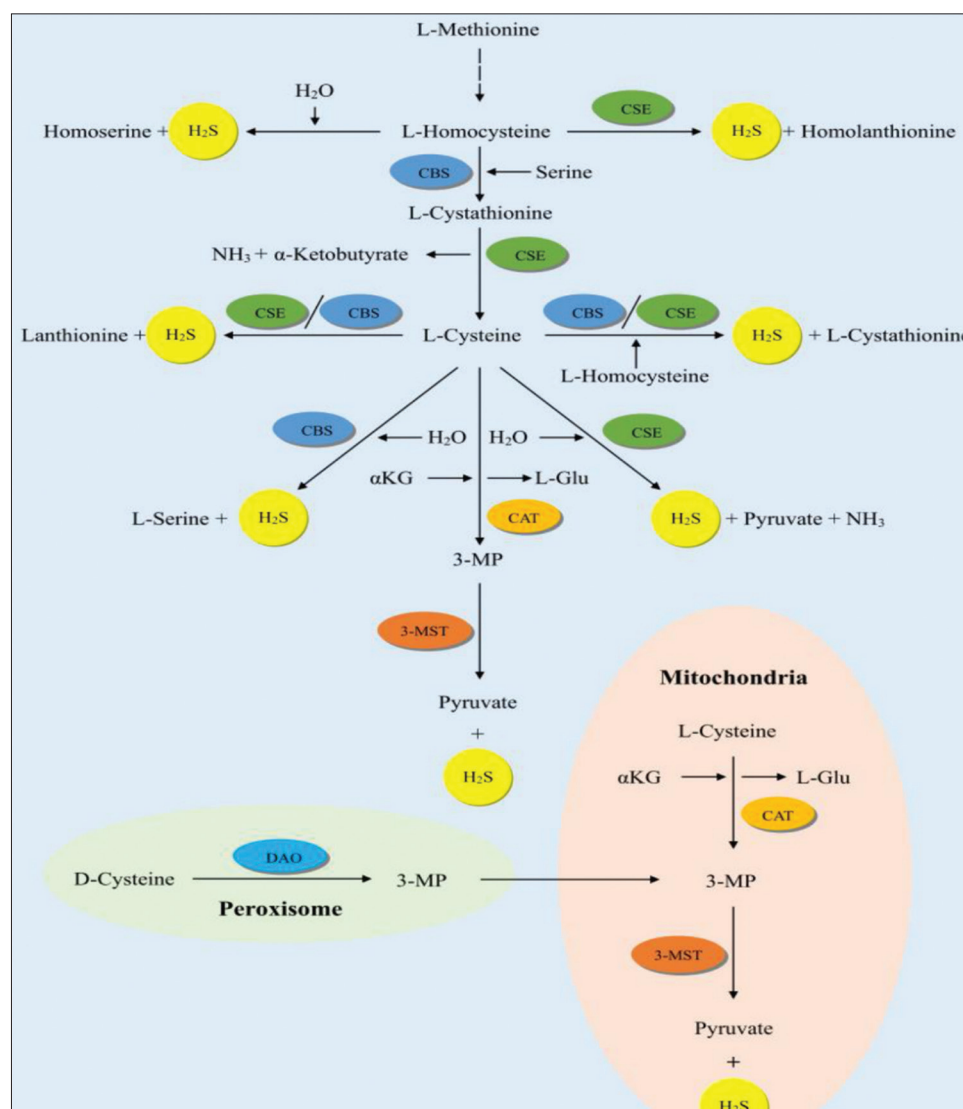 L-Methionine
H₂O
CSE
Homoserine + H₂S
L-Homocysteine
H₂S + Homolanthionine
CBS
Serine
L-Cystathionine
NH₃ + α-Ketobutyrate
CSE
CSE / CBS
CBS / CSE
Lanthionine + H₂S
L-Cysteine
H₂S + L-Cystathionine
L-Homocysteine
CBS
H₂O
H₂O
CSE
αKG
L-Glu
L-Serine + H₂S
CAT
H₂S + Pyruvate + NH₃
3-MP
3-MST
Pyruvate
+
H₂S
Mitochondria
L-Cysteine
αKG
L-Glu
CAT
DAO
D-Cysteine
3-MP
3-MP
Peroxisome
3-MST
Pyruvate
+
H₂S